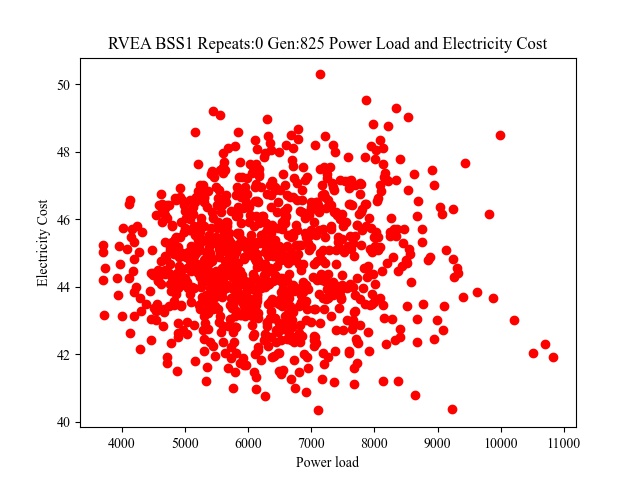 RVEA BSS1 Repeats:0 Gen:825 Power Load and Electricity Cost
50
48
46
44
42
40
Electricity Cost
4000 5000 6000 7000 8000 9000 10000 11000
Power load